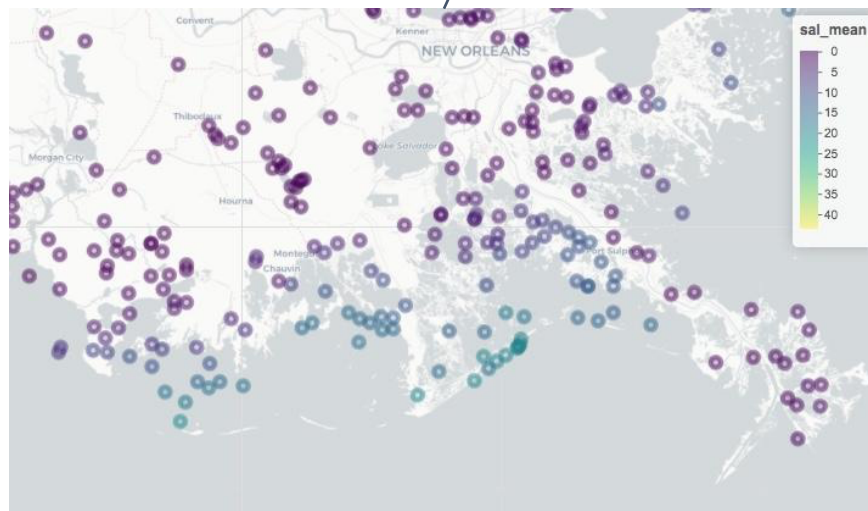 Convent
Kenner
NEW ORLEANS
sal_mean
0
5
10
15
20
25
30
35
40
Thibodaux
Morgan City
Lake Salvador
Houma
Montegut
Chauvin
Port Sulphur